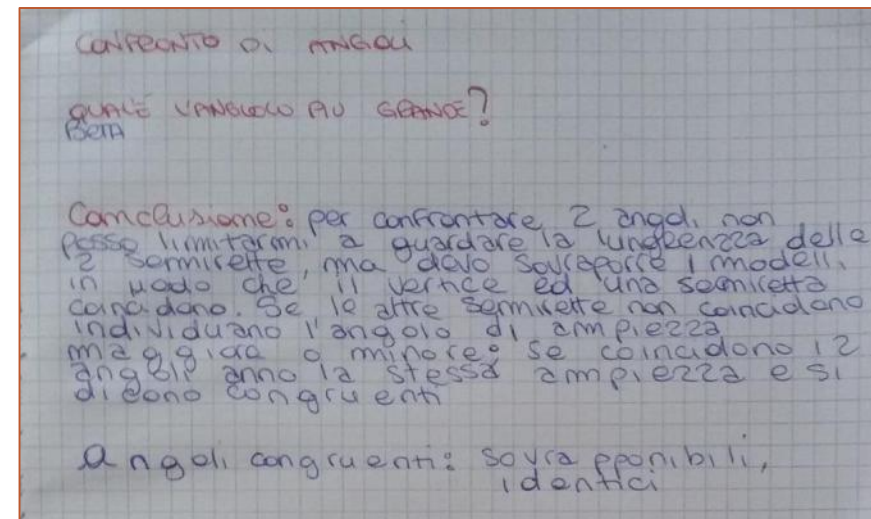 CONFRONTO DI ANGOLI
QUALE L'ANGOLO PIU GRANDE?
BETA
Conclusione: per confrontare 2 angoli non
posso limitarmi a guardare la lungeenzza delle
2 semirette, ma devo sovrapporre i modelli,
in modo che il vertice ed una semiretta
coincidano. Se le altre semirette non coincidono
individuano l'angolo di ampiezza
maggiore o minore: se coincidono i 2
angoli anno la stessa ampiezza e si
dicono congruenti
angoli congruenti: sovrapponibili,
identici